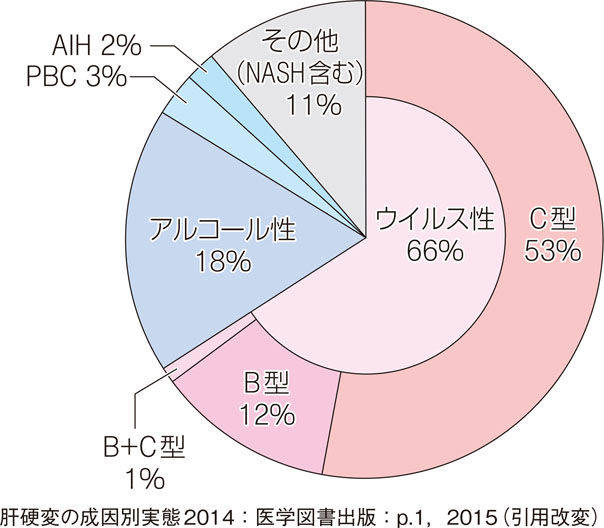 AIH 2%
PBC 3%
その他
(NASH含む)
11%
アルコール性
18%
ウイルス性
66%
C型
53%
B型
12%
B+C型
1%
肝硬変の成因別実態2014：医学図書出版：p.1，2015（引用改変）